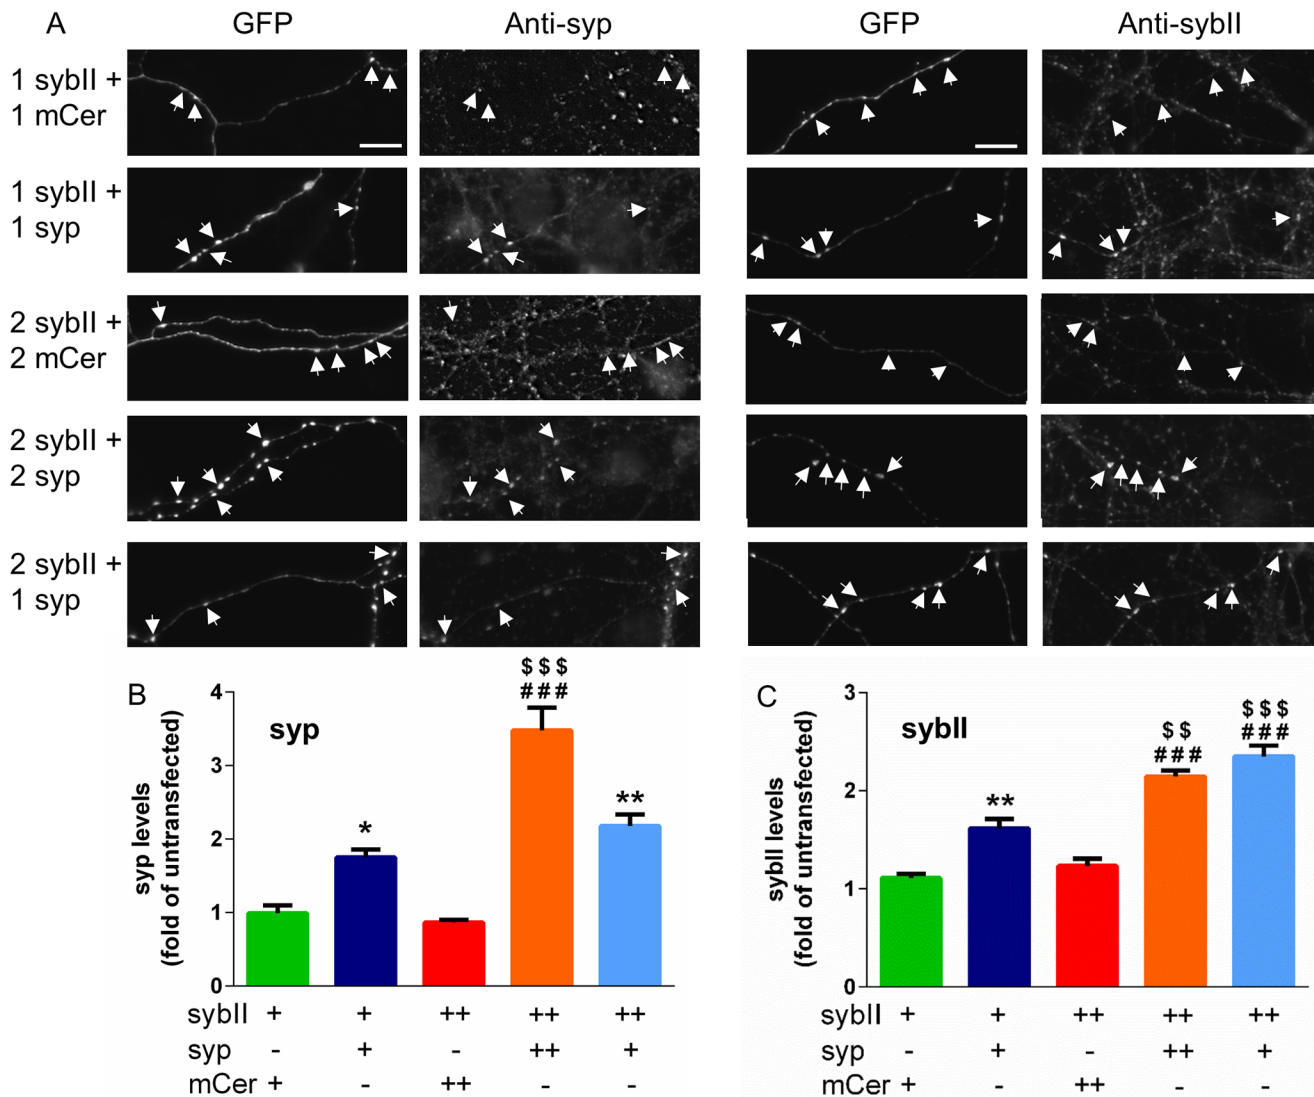 A
GFP
Anti-syp
GFP
Anti-sybII
1 sybII +
1 mCer
1 sybII +
1 syp
2 sybII +
2 mCer
2 sybII +
2 syp
2 sybII +
1 syp
B
syp
syp levels
(fold of untransfected)
4
3
2
1
0
*
$$$
###
**
sybII + + ++ ++ ++
syp - + - ++ +
mCer + - ++ - -
C
sybII
sybII levels
(fold of untransfected)
3
2
1
0
**
$$
###
$$$
###
sybII + + ++ ++ ++
syp - + - ++ +
mCer + - ++ - -